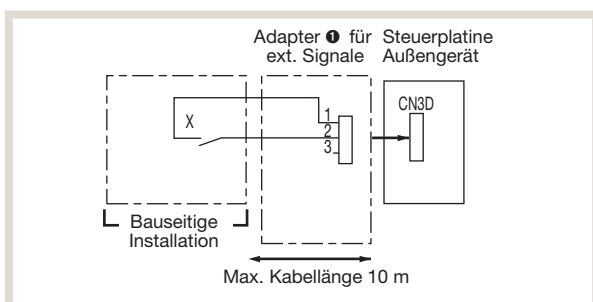 Adapter ❶ für
ext. Signale
Steuerplatine
Außengerät
CN3D
X
1
2
3
Bauseitige
Installation
Max. Kabellänge 10 m